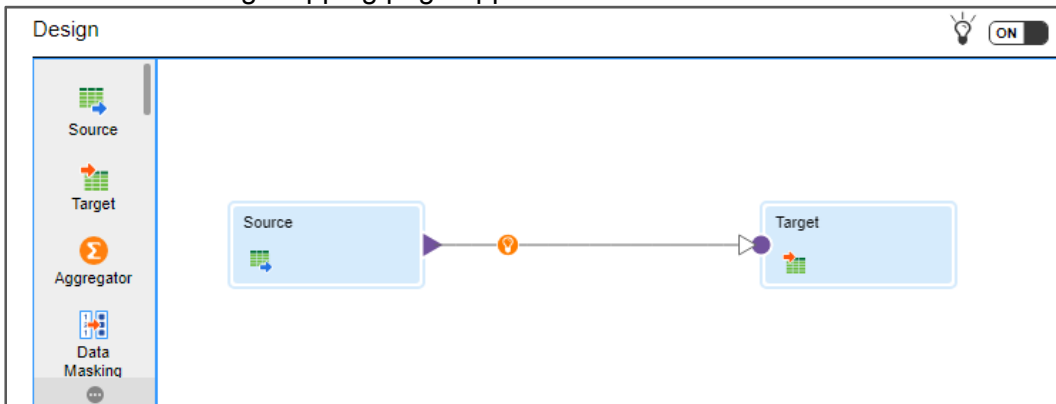 Design
ON
Source
Target
Aggregator
Data
Masking
Source
Target